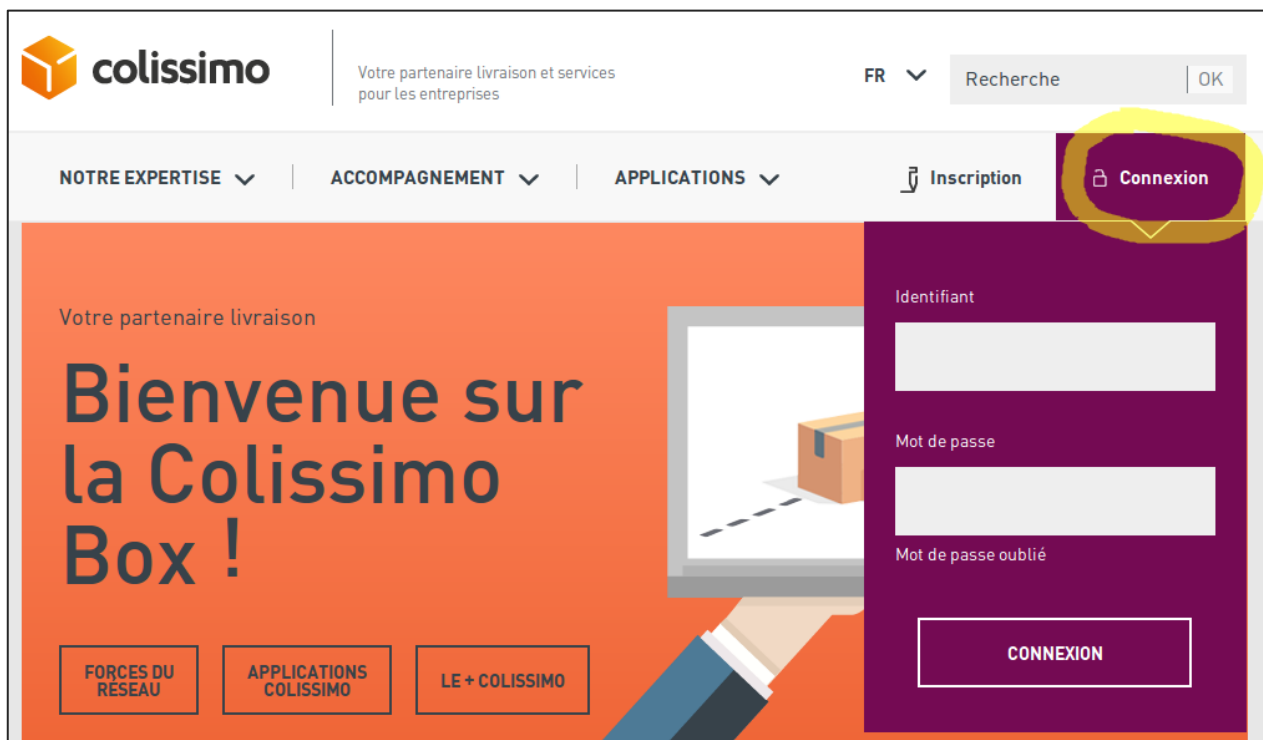 colissimo
Votre partenaire livraison et services
pour les entreprises
FR
Recherche
OK
NOTRE EXPERTISE
ACCOMPAGNEMENT
APPLICATIONS
Inscription
Connexion
Votre partenaire livraison
Bienvenue sur
la Colissimo
Box !
FORCES DU
RÉSEAU
APPLICATIONS
COLISSIMO
LE + COLISSIMO
Identifiant
Mot de passe
Mot de passe oublié
CONNEXION